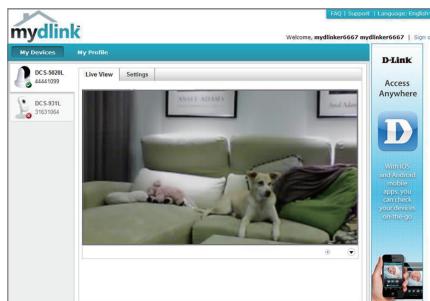 FAQ | Support | Language: English
mydlink
Welcome, mydlinker6667 mydlinker6667 | Sign
My Devices My Profile
DCS-5020L
44441099
DCS-931L
31631064
Live View Settings
ANSEL ADAMS
D-Link
Access
Anywhere
With iOS
and Android
mobile
apps, you
can check
your devices
on-the-go